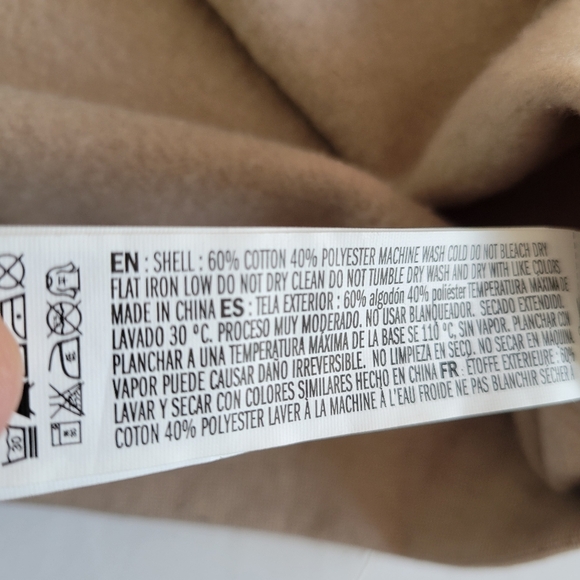 EN : SHELL : 60% COTTON 40% POLYESTER MACHINE WASH COLD DO NOT BLEACH DRY
FLAT IRON LOW DO NOT DRY CLEAN DO NOT TUMBLE DRY WASH AND DRY WITH LIKE COLORS
MADE IN CHINA ES : TELA EXTERIOR : 60% algodón 40% poliéster TEMPERATURA MAXIMA DE
LAVADO 30 °C. PROCESO MUY MODERADO. NO USAR BLANQUEADOR. SECADO EXTENDIDO.
PLANCHAR A UNA TEMPERATURA MÁXIMA DE LA BASE SE 110 °C, SIN VAPOR. PLANCHAR CON
VAPOR PUEDE CAUSAR DAÑO IRREVERSIBLE. NO LIMPIEZA EN SECO. NO SECAR EN MAQUINA
LAVAR Y SECAR CON COLORES SIMILARES HECHO EN CHINA FR : ETOFFE EXTERIEURE :
COTON 40% POLYESTER LAVER À LA MACHINE À L'EAU FROIDE NE PAS BLANCHIR SÉCHER À
30